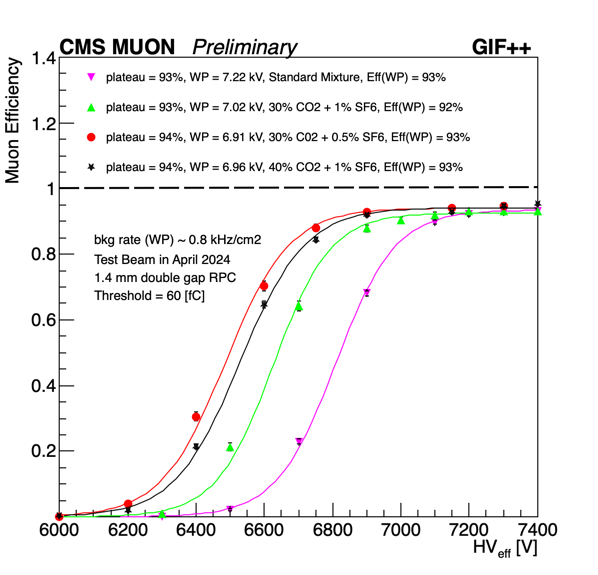 CMS MUON Preliminary GIF++
Muon Efficiency
1.4
1.2
1
0.8
0.6
0.4
0.2
plateau = 93%, WP = 7.22 kV, Standard Mixture, Eff(WP) = 93%
plateau = 93%, WP = 7.02 kV, 30% CO2 + 1% SF6, Eff(WP) = 92%
plateau = 94%, WP = 6.91 kV, 30% C02 + 0.5% SF6, Eff(WP) = 93%
plateau = 94%, WP = 6.96 kV, 40% CO2 + 1% SF6, Eff(WP) = 93%
bkg rate (WP) ~ 0.8 kHz/cm2
Test Beam in April 2024
1.4 mm double gap RPC
Threshold = 60 [fC]
6000 6200 6400 6600 6800 7000 7200 7400
HVeff [V]